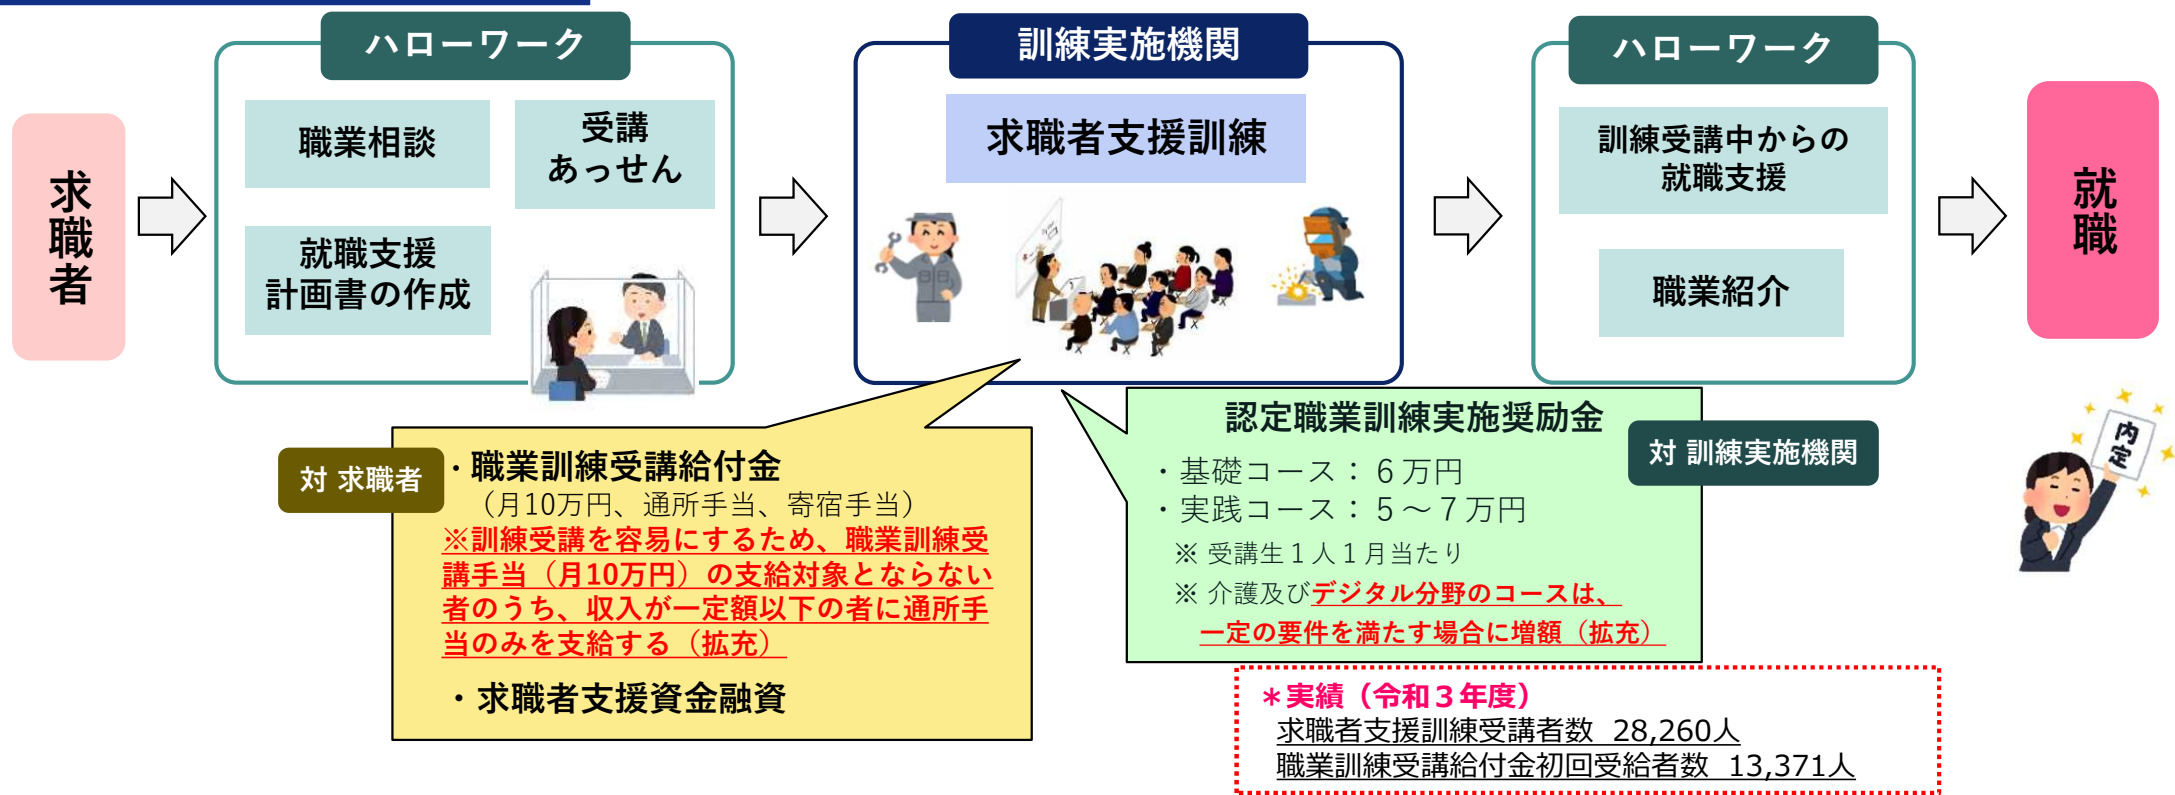 求職者
ハローワーク
職業相談
受講
あっせん
就職支援
計画書の作成
訓練実施機関
求職者支援訓練
ハローワーク
訓練受講中からの
就職支援
職業紹介
就職
対 求職者
・職業訓練受講給付金
（月10万円、通所手当、寄宿手当）
※訓練受講を容易にするため、職業訓練受
講手当（月10万円）の支給対象とならない
者のうち、収入が一定額以下の者に通所手
当のみを支給する（拡充）
・求職者支援資金融資
認定職業訓練実施奨励金
対 訓練実施機関
・基礎コース：６万円
・実践コース：５～７万円
※ 受講生１人１月当たり
※ 介護及びデジタル分野のコースは、
一定の要件を満たす場合に増額（拡充）
内定
＊実績（令和３年度）
求職者支援訓練受講者数 28,260人
職業訓練受講給付金初回受給者数 13,371人